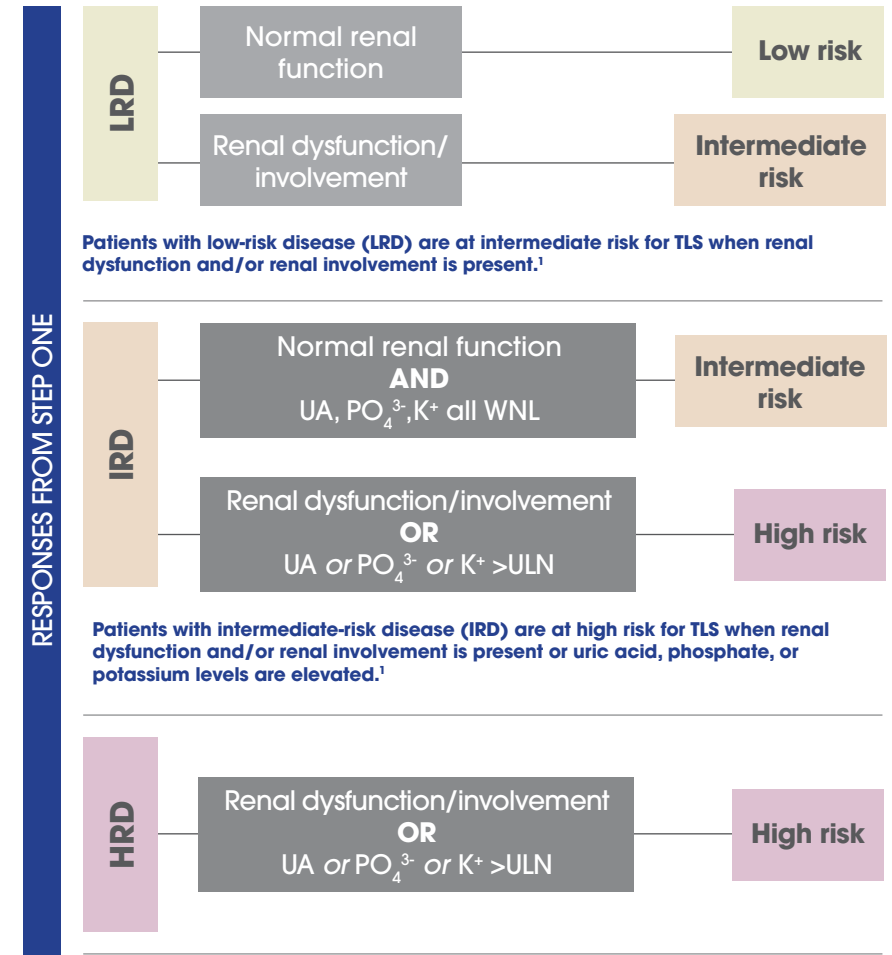 RESPONSES FROM STEP ONE
LRD
Normal renal
function
Low risk
Renal dysfunction/
involvement
Intermediate
risk
Patients with low-risk disease (LRD) are at intermediate risk for TLS when renal
dysfunction and/or renal involvement is present.¹
IRD
Normal renal function
AND
UA, PO₄³⁻,K⁺ all WNL
Intermediate
risk
Renal dysfunction/involvement
OR
UA or PO₄³⁻ or K⁺ >ULN
High risk
Patients with intermediate-risk disease (IRD) are at high risk for TLS when renal
dysfunction and/or renal involvement is present or uric acid, phosphate, or
potassium levels are elevated.¹
HRD
Renal dysfunction/involvement
OR
UA or PO₄³⁻ or K⁺ >ULN
High risk